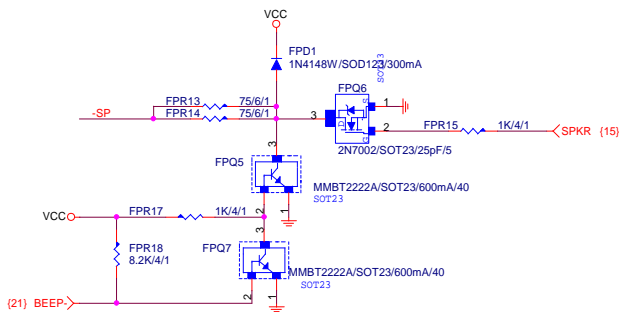 VCC
FPD1
1N4148W/SOD123/300mA
SOT23
FPQ6
FPR13
75/6/1
-SP
FPR14
75/6/1
3
D
S
G
1
2
FPR15
1K/4/1
SPKR {15}
2N7002/SOT23/25pF/5
3
FPQ5
MMBT2222A/SOT23/600mA/40
SOT23
2
1
VCC
FPR17
1K/4/1
3
FPQ7
FPR18
8.2K/4/1
MMBT2222A/SOT23/600mA/40
SOT23
2
1
{21} BEEP-